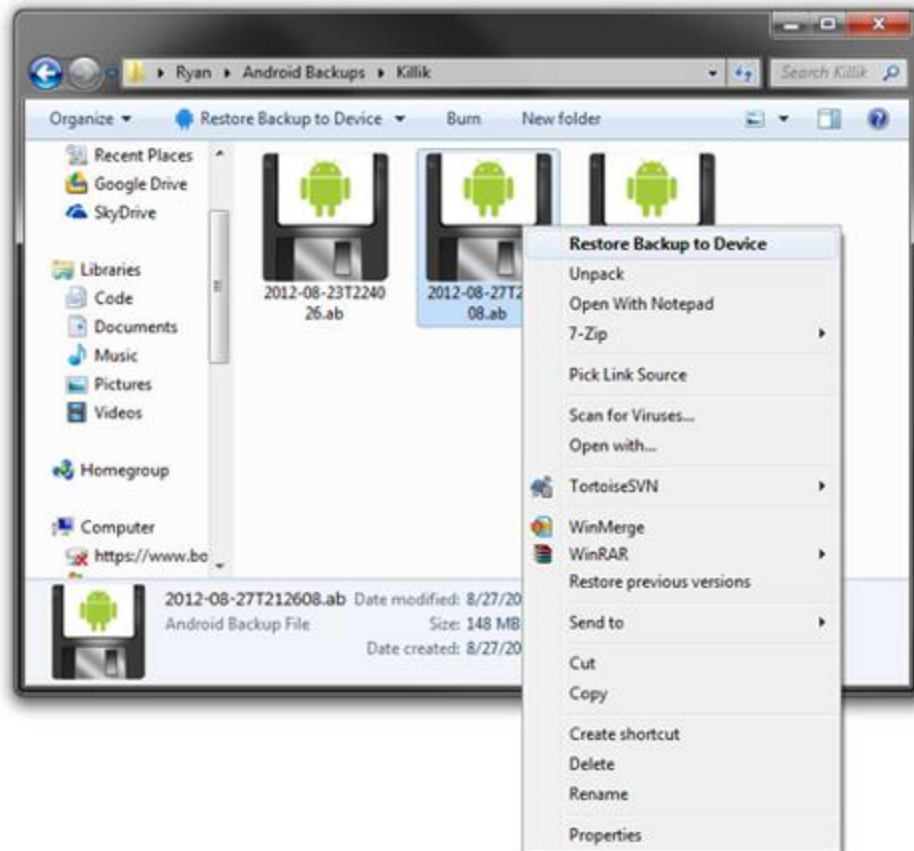 Ryan ▸ Android Backups ▸ Killik
Search Killik
Organize
Restore Backup to Device
Burn
New folder
Recent Places
Google Drive
SkyDrive
Libraries
Code
Documents
Music
Pictures
Videos
Homegroup
Computer
https://www.bo
2012-08-23T2240
26.ab
2012-08-27T2
08.ab
Restore Backup to Device
Unpack
Open With Notepad
7-Zip
Pick Link Source
Scan for Viruses...
Open with...
TortoiseSVN
WinMerge
WinRAR
Restore previous versions
Send to
Cut
Copy
Create shortcut
Delete
Rename
Properties
2012-08-27T212608.ab Date modified: 8/27/20
Android Backup File Size: 148 MB
Date created: 8/27/20